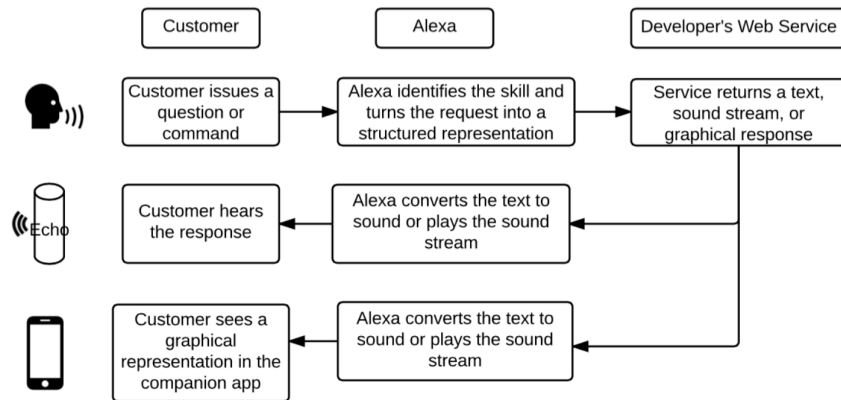 Customer
Alexa
Developer's Web Service
Customer issues a
question or
command
Alexa identifies the skill and
turns the request into a
structured representation
Service returns a text,
sound stream, or
graphical response
Echo
Customer hears
the response
Alexa converts the text to
sound or plays the sound
stream
Customer sees a
graphical
representation in the
companion app
Alexa converts the text to
sound or plays the sound
stream